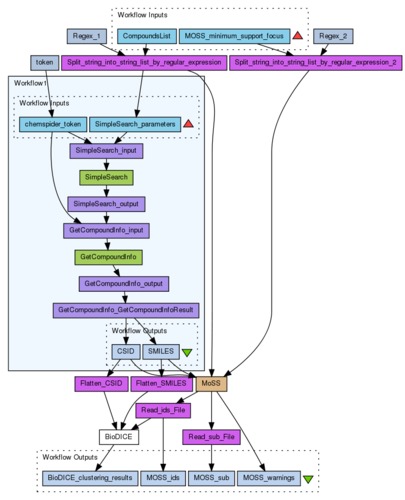 Workflow Inputs
Regex_1
CompoundsList
MOSS_minimum_support_focus
Regex_2
token
Split_string_into_string_list_by_regular_expression
Split_string_into_string_list_by_regular_expression_2
Workflow1
Workflow Inputs
chemspider_token
SimpleSearch_parameters
SimpleSearch_input
SimpleSearch
SimpleSearch_output
GetCompoundInfo_input
GetCompoundInfo
GetCompoundInfo_output
GetCompoundInfo_GetCompoundInfoResult
Workflow Outputs
CSID
SMILES
Flatten_CSID
Flatten_SMILES
MoSS
Read_ids_File
BioDICE
Read_sub_File
Workflow Outputs
BioDICE_clustering_results
MOSS_ids
MOSS_sub
MOSS_warnings